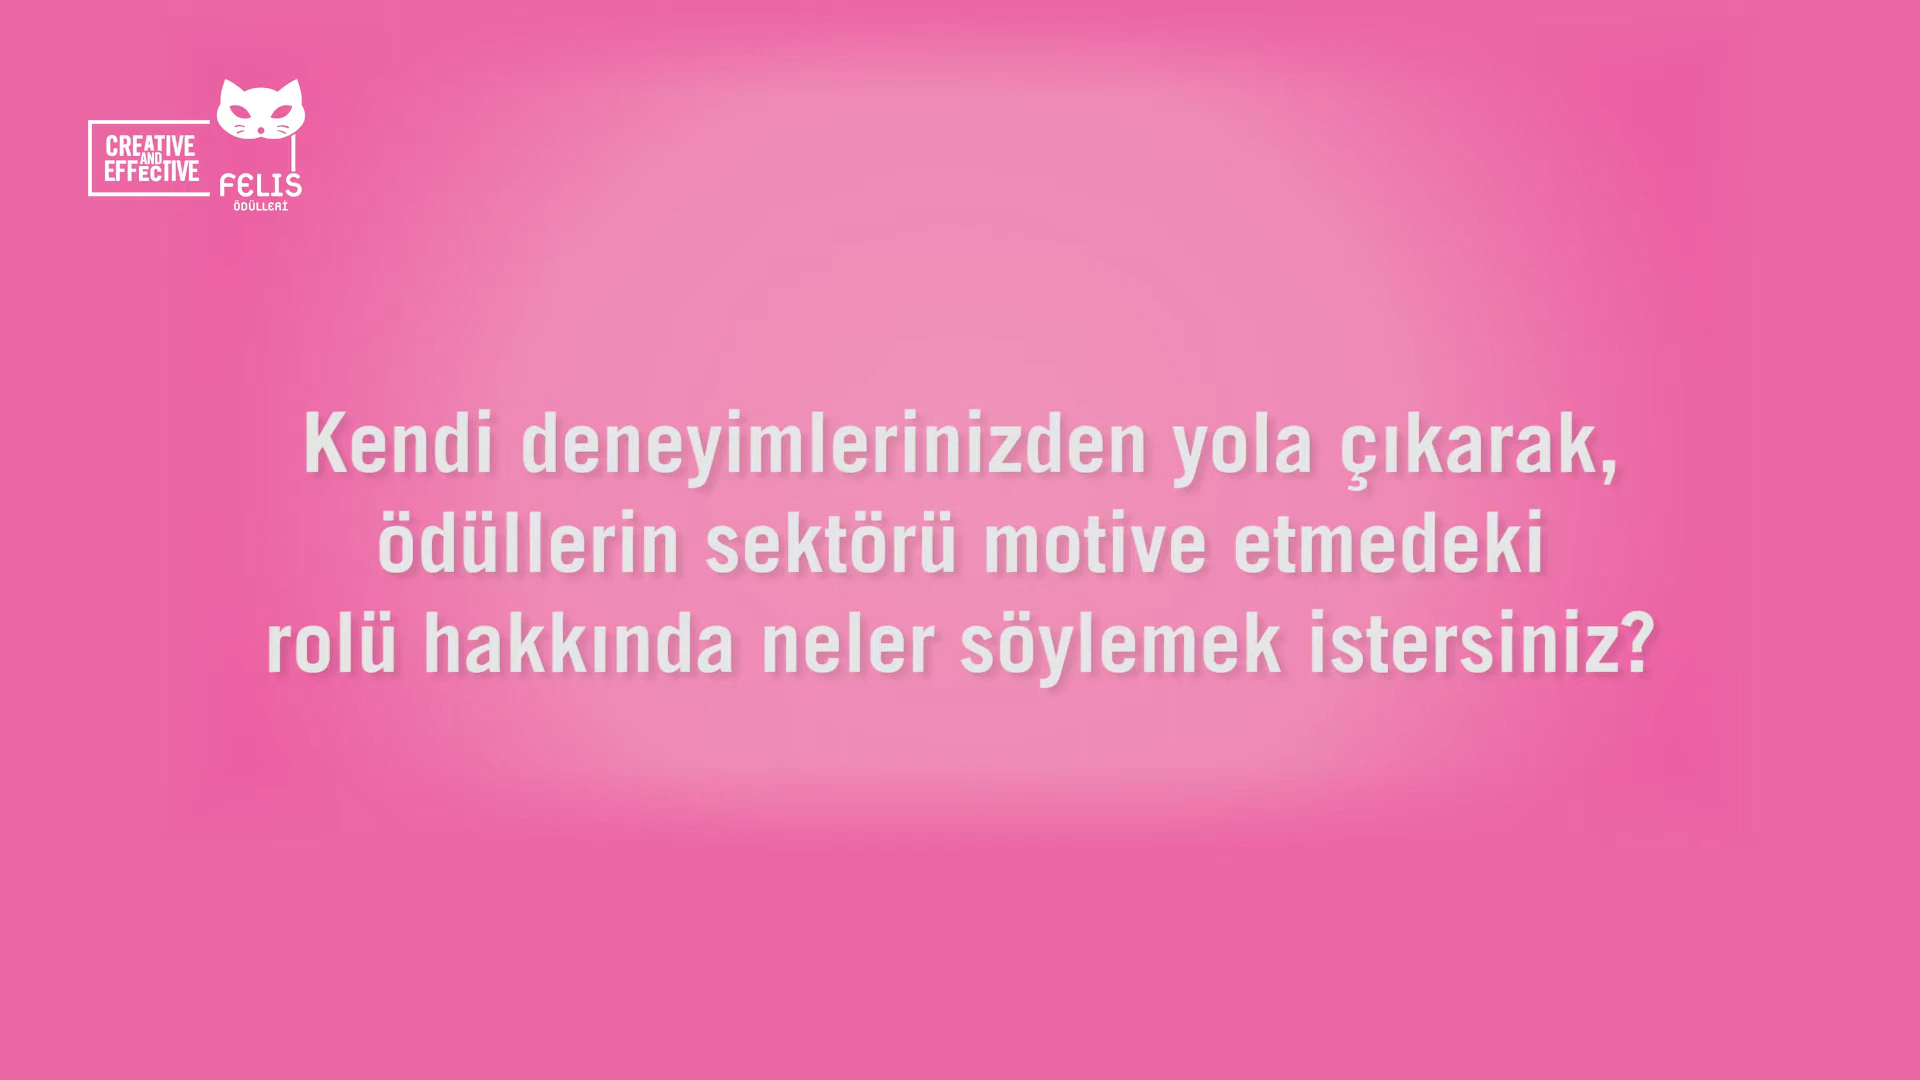 CREATIVE
AND
EFFECTIVE
FELIS
ÖDÜLLERİ
Kendi deneyimlerinizden yola çıkarak,
ödüllerin sektörü motive etmedeki
rolü hakkında neler söylemek istersiniz?